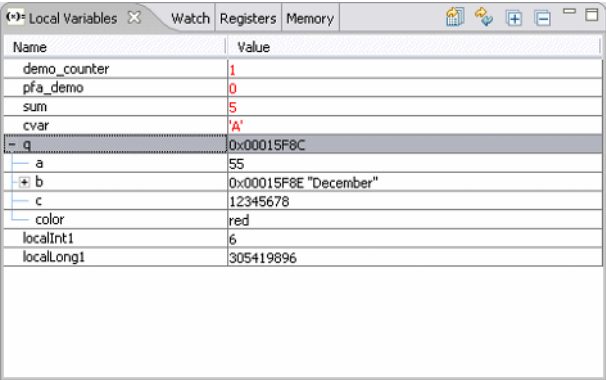 (x)= Local Variables Watch Registers Memory
Name Value
demo_counter 1
pfa_demo 0
sum 5
cvar 'A'
q 0x00015F8C
a 55
b 0x00015F8E "December"
c 12345678
color red
localInt1 6
localLong1 305419896